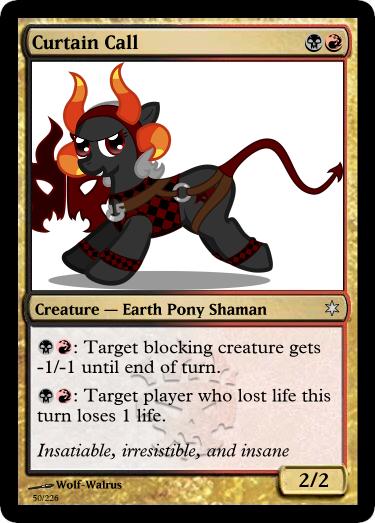 Curtain Call
Creature — Earth Pony Shaman
: Target blocking creature gets
-1/-1 until end of turn.
: Target player who lost life this
turn loses 1 life.
Insatiable, irresistible, and insane
Wolf-Walrus
2/2
50/226